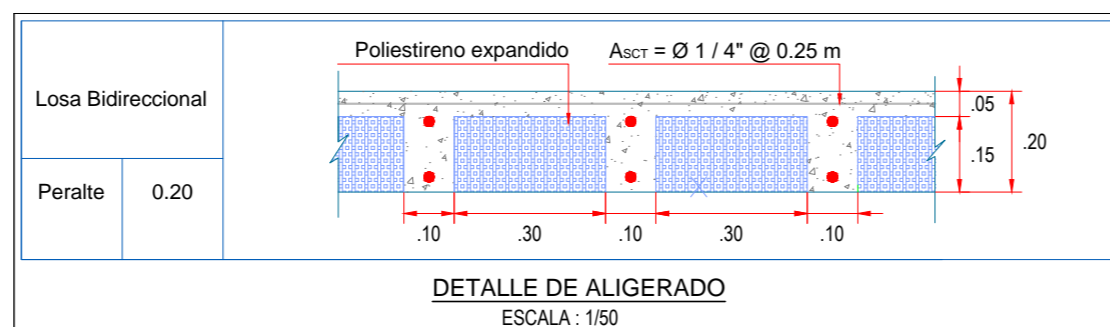 Losa Bidireccional
Peralte 0.20
Poliestireno expandido
ASCT = Ø 1 / 4" @ 0.25 m
.05
.15
.20
.10 .30 .10 .30 .10
DETALLE DE ALIGERADO
ESCALA : 1/50